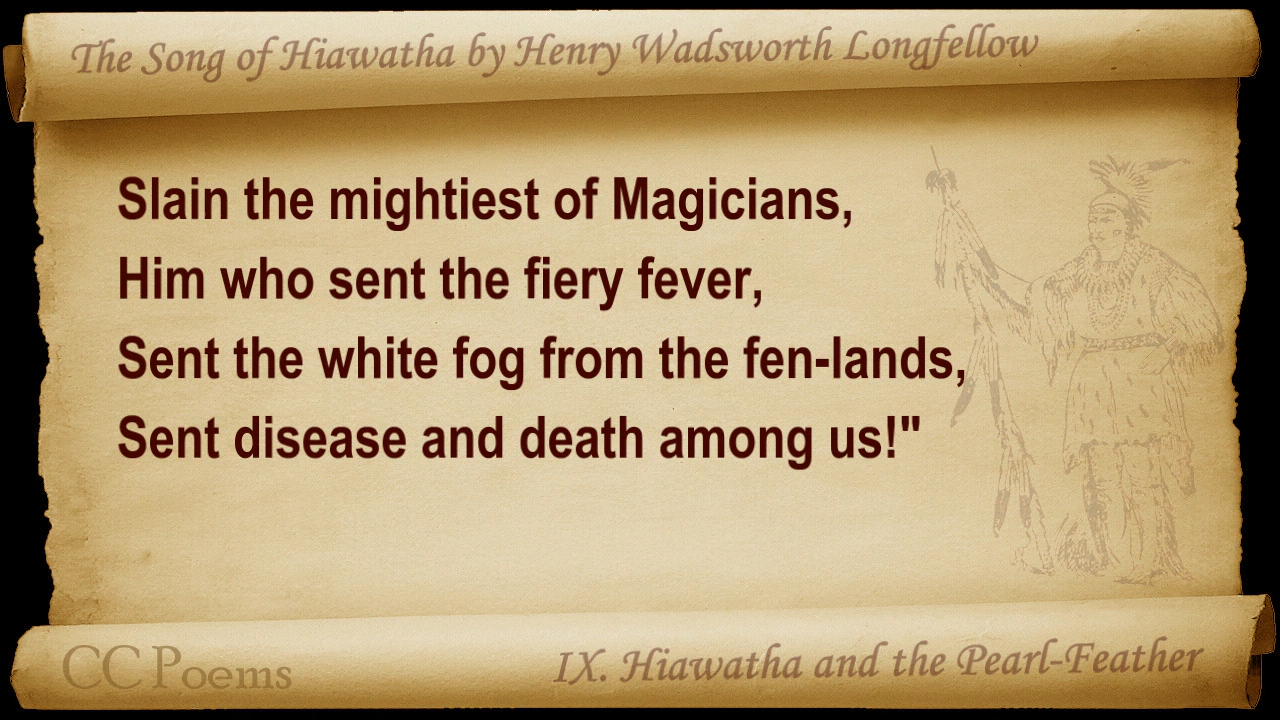 The Song of Hiawatha by Henry Wadsworth Longfellow
Slain the mightiest of Magicians,
Him who sent the fiery fever,
Sent the white fog from the fen-lands,
Sent disease and death among us!"
CC Poems
IX. Hiawatha and the Pearl-Feather